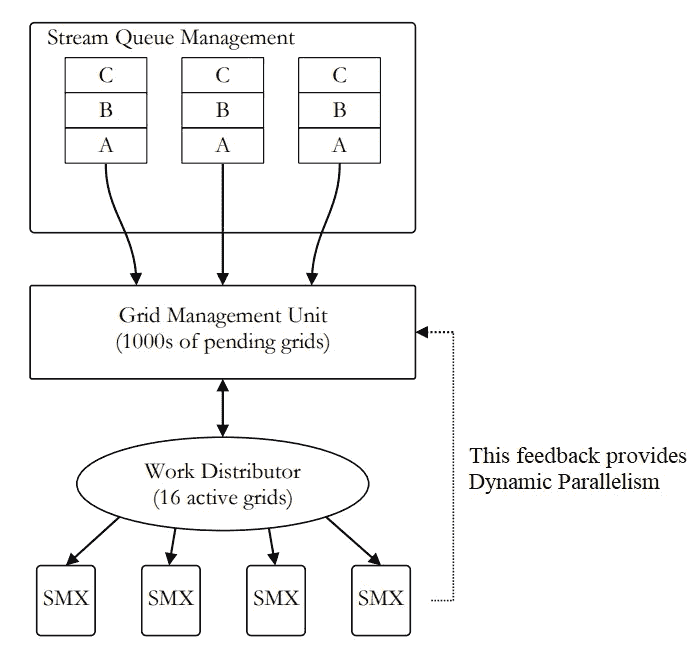 Stream Queue Management
C
C
C
B
B
B
A
A
A
Grid Management Unit
(1000s of pending grids)
This feedback provides
Dynamic Parallelism
Work Distributor
(16 active grids)
SMX
SMX
SMX
SMX